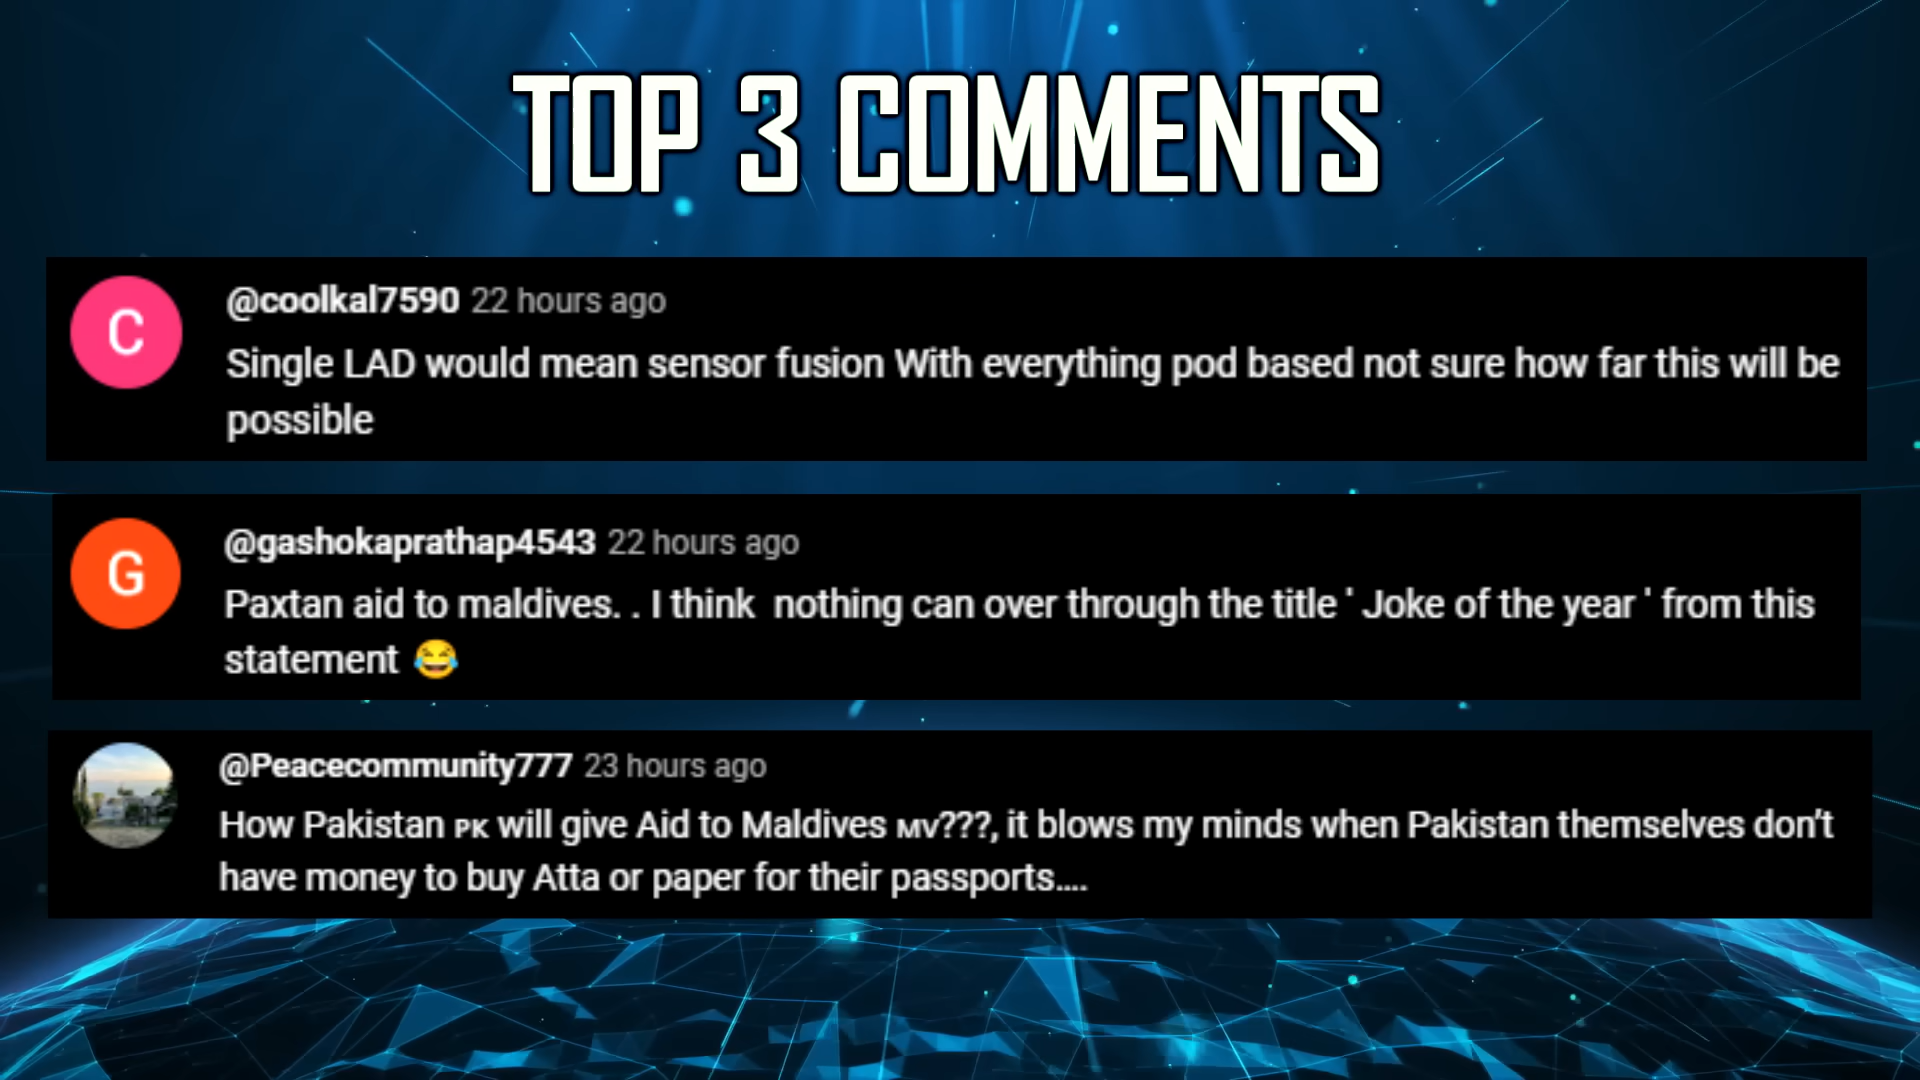 TOP 3 COMMENTS
C
@coolkal7590 22 hours ago
Single LAD would mean sensor fusion With everything pod based not sure how far this will be
possible
G
@gashokaprathap4543 22 hours ago
Paxtan aid to maldives. . I think  nothing can over through the title ' Joke of the year ' from this
statement 😂
@Peacecommunity777 23 hours ago
How Pakistan PK will give Aid to Maldives MV???, it blows my minds when Pakistan themselves don't
have money to buy Atta or paper for their passports....